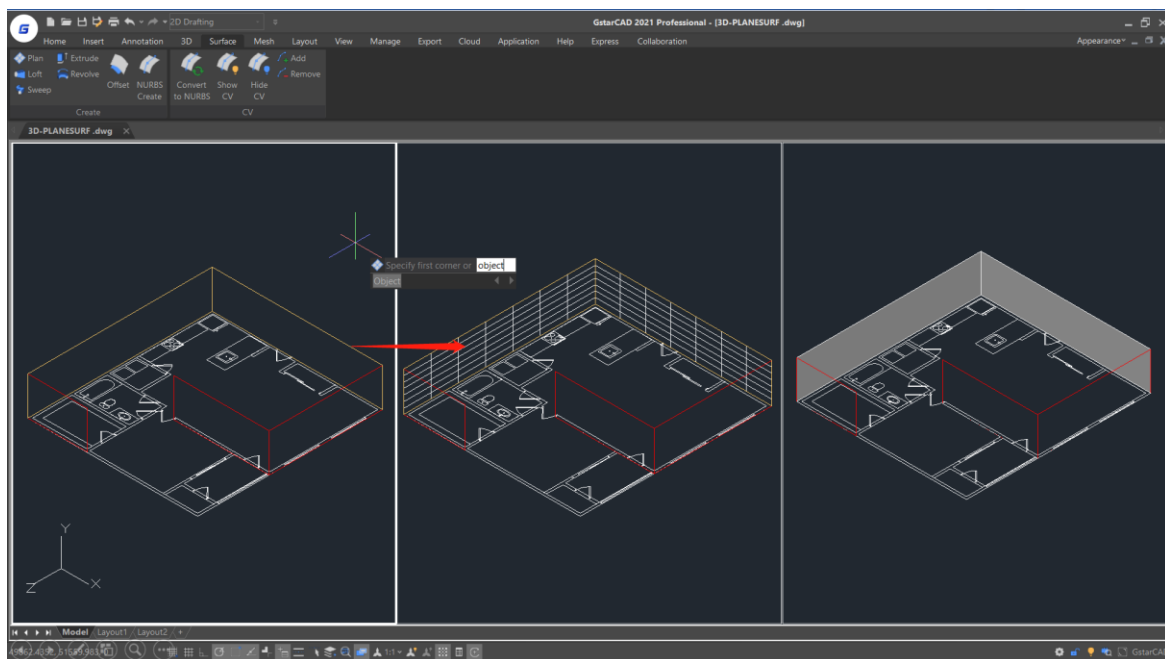 2D Drafting
GstarCAD 2021 Professional - [3D-PLANESURF .dwg]
Home Insert Annotation 3D Surface Mesh Layout View Manage Export Cloud Application Help Express Collaboration Appearance
Plan Extrude Add
Loft Revolve Remove
Sweep
Offset NURBS Create
Convert to NURBS
Show CV
Hide CV
Create CV
3D-PLANESURF .dwg
Specify first corner or object
Object
Y
Z X
Model Layout1 Layout2 +
1:1
GstarCAD